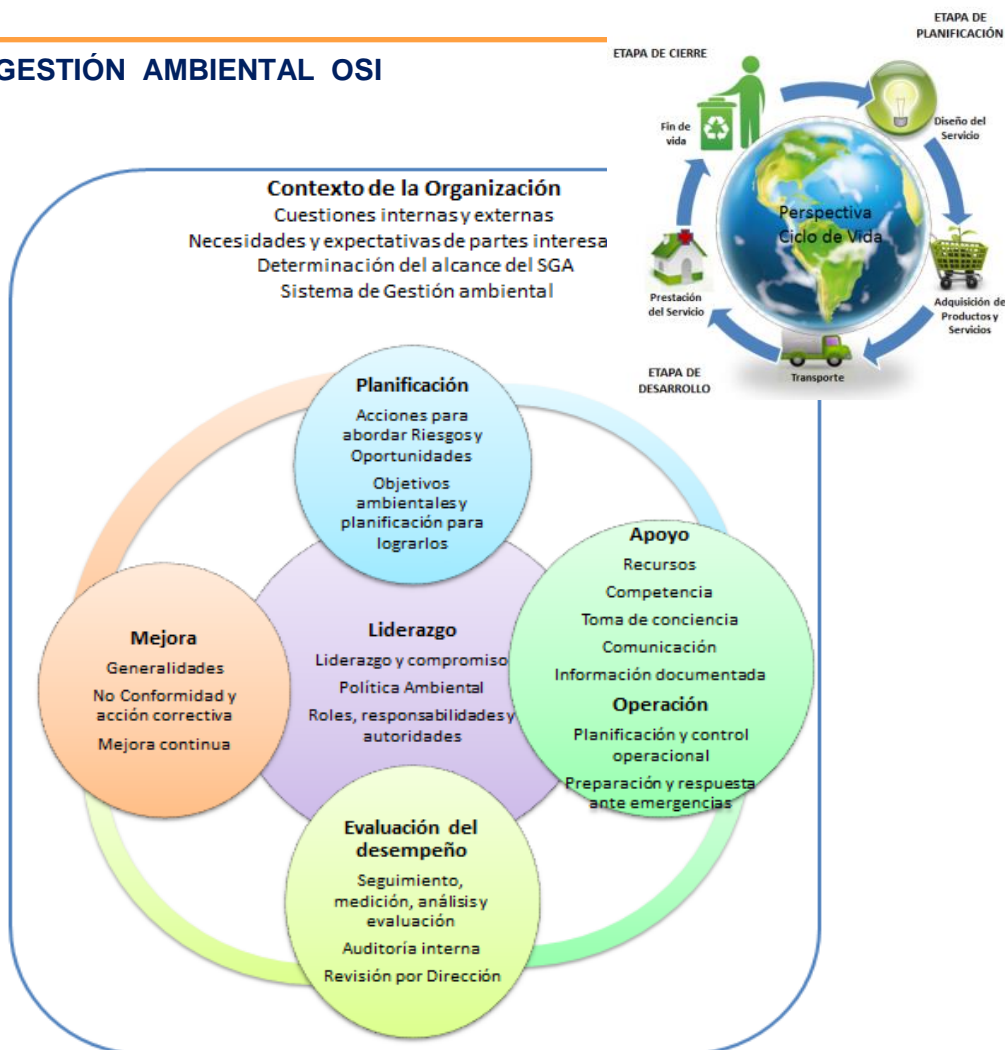 GESTIÓN AMBIENTAL OSI
ETAPA DE
PLANIFICACIÓN
ETAPA DE CIERRE
Fin de
vida
Diseño del
Servicio
Perspectiva
Ciclo de Vida
Prestación
del Servicio
Adquisición de
Productos y
Servicios
ETAPA DE
DESARROLLO
Transporte
Contexto de la Organización
Cuestiones internas y externas
Necesidades y expectativas de partes interesa
Determinación del alcance del SGA
Sistema de Gestión ambiental
Planificación
Acciones para
abordar Riesgos y
Oportunidades
Objetivos
ambientales y
planificación para
lograrlos
Apoyo
Recursos
Competencia
Toma de conciencia
Comunicación
Información documentada
Operación
Planificación y control
operacional
Preparación y respuesta
ante emergencias
Liderazgo
Liderazgo y compromiso
Política Ambiental
Roles, responsabilidades y
autoridades
Mejora
Generalidades
No Conformidad y
acción correctiva
Mejora continua
Evaluación del
desempeño
Seguimiento,
medición, análisis y
evaluación
Auditoría interna
Revisión por Dirección